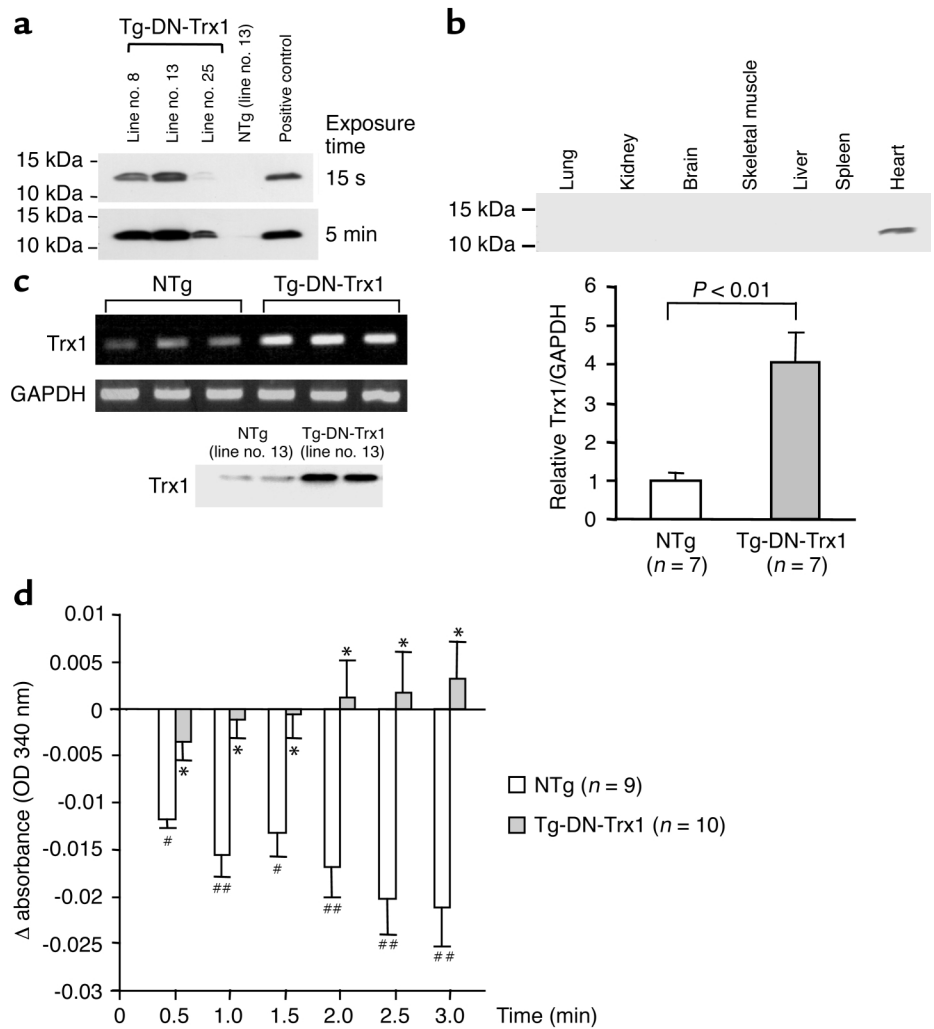 a
Tg-DN-Trx1
Line no. 8
Line no. 13
Line no. 25
NTg (line no. 13)
Positive control
Exposure time
15 kDa
10 kDa
15 s
15 kDa
10 kDa
5 min
b
Lung
Kidney
Brain
Skeletal muscle
Liver
Spleen
Heart
15 kDa
10 kDa
c
NTg
Tg-DN-Trx1
Trx1
GAPDH
NTg
(line no. 13)
Tg-DN-Trx1
(line no. 13)
Trx1
Relative Trx1/GAPDH
6
5
4
3
2
1
0
P < 0.01
NTg
(n = 7)
Tg-DN-Trx1
(n = 7)
d
Δ absorbance (OD 340 nm)
0.01
0.005
0
-0.005
-0.01
-0.015
-0.02
-0.025
-0.03
* * * * * *
# ## # ## ## ##
NTg (n = 9)
Tg-DN-Trx1 (n = 10)
0 0.5 1.0 1.5 2.0 2.5 3.0 Time (min)